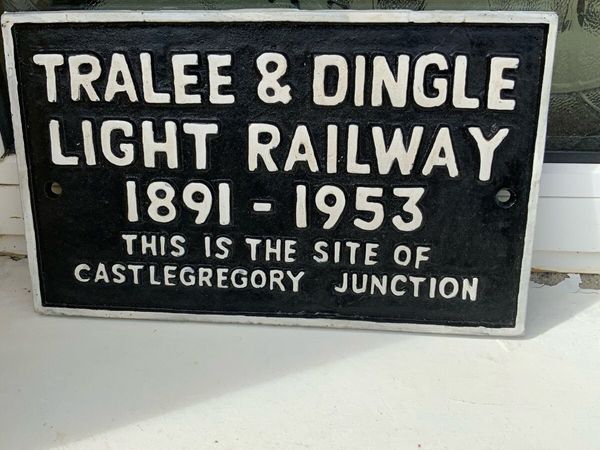 TRALEE & DINGLE
LIGHT RAILWAY
1891 - 1953
THIS IS THE SITE OF
CASTLEGREGORY JUNCTION